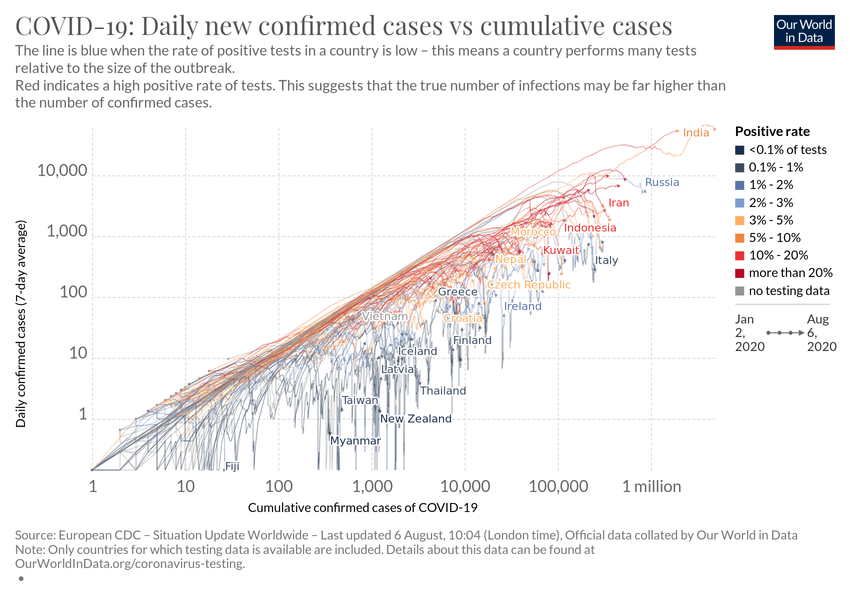 COVID-19: Daily new confirmed cases vs cumulative cases
Our World
in Data
The line is blue when the rate of positive tests in a country is low – this means a country performs many tests
relative to the size of the outbreak.
Red indicates a high positive rate of tests. This suggests that the true number of infections may be far higher than
the number of confirmed cases.
Positive rate
<0.1% of tests
0.1% - 1%
1% - 2%
2% - 3%
3% - 5%
5% - 10%
10% - 20%
more than 20%
no testing data
Jan 2, 2020
Aug 6, 2020
Daily confirmed cases (7-day average)
10,000
1,000
100
10
1
India
Russia
Iran
Indonesia
Morocco
Kuwait
Italy
Nepal
Czech Republic
Greece
Ireland
Vietnam
Croatia
Finland
Iceland
Latvia
Thailand
Taiwan
New Zealand
Myanmar
Fiji
1
10
100
1,000
10,000
100,000
1 million
Cumulative confirmed cases of COVID-19
Source: European CDC – Situation Update Worldwide – Last updated 6 August, 10:04 (London time), Official data collated by Our World in Data
Note: Only countries for which testing data is available are included. Details about this data can be found at
OurWorldInData.org/coronavirus-testing.